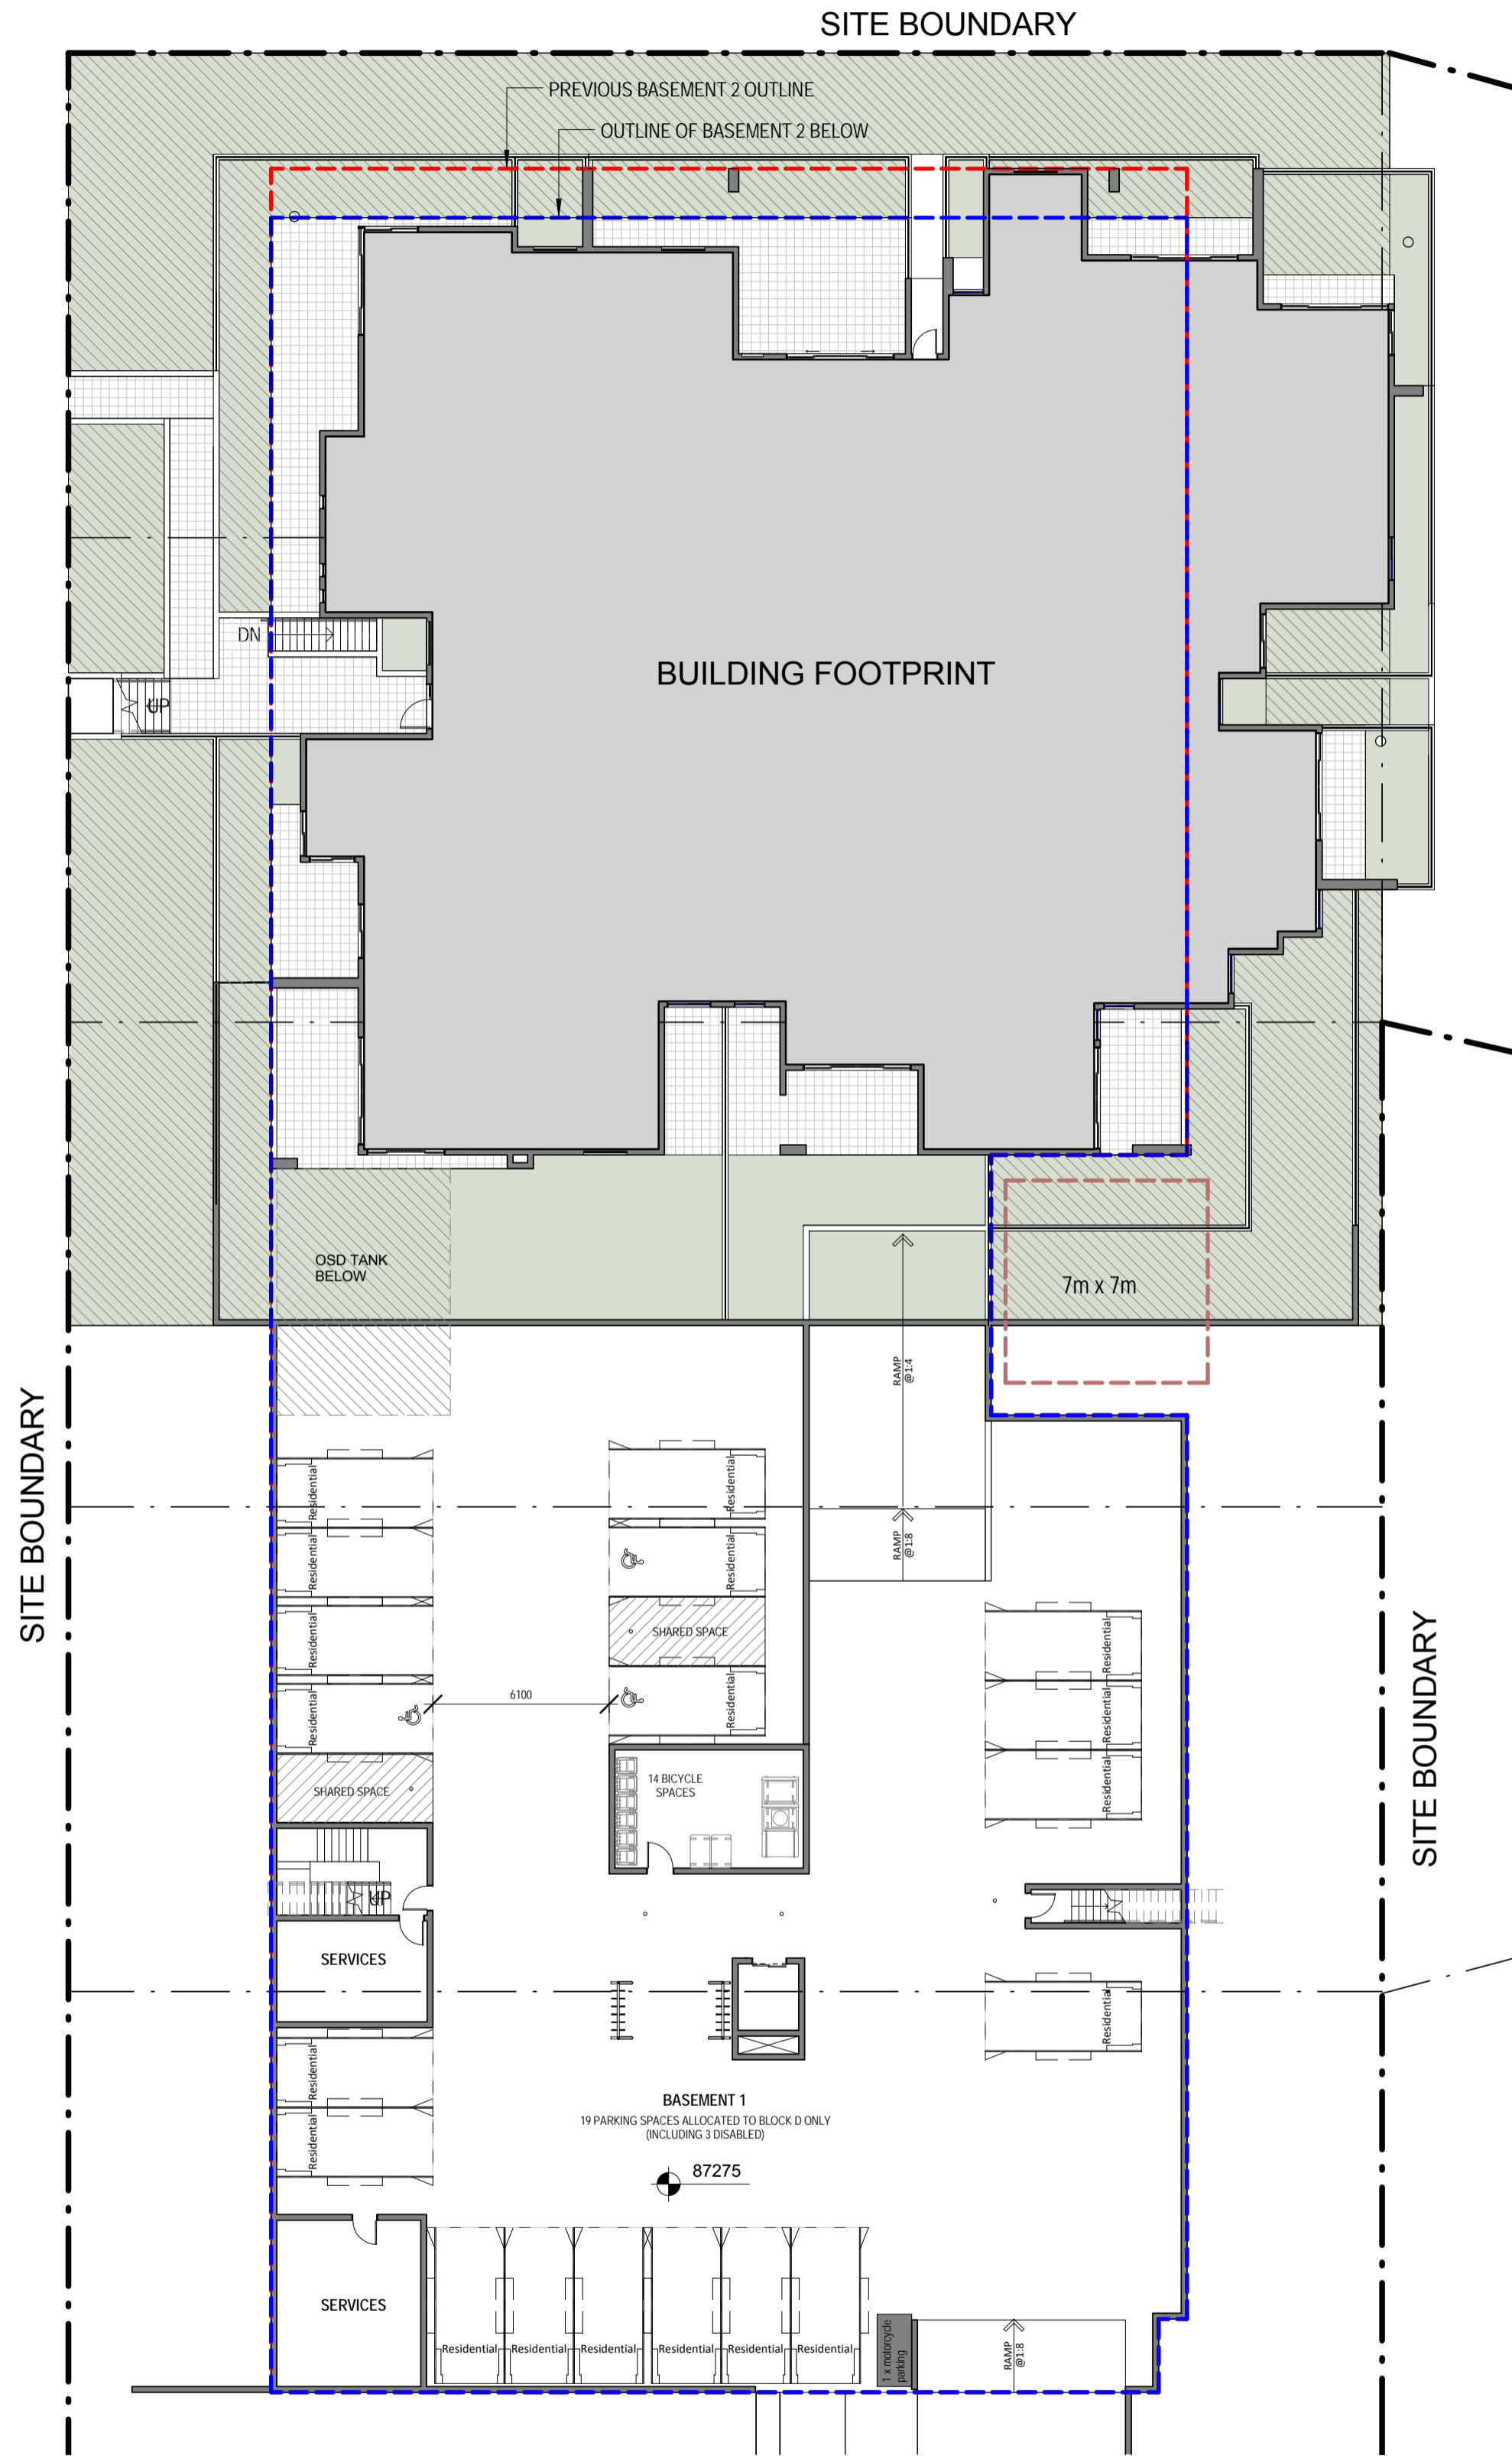 SITE BOUNDARY
PREVIOUS BASEMENT 2 OUTLINE
OUTLINE OF BASEMENT 2 BELOW
DN
UP
BUILDING FOOTPRINT
OSD TANK
BELOW
7m x 7m
RAMP
@1:4
SITE BOUNDARY
Residential
Residential
Residential
Residential
Residential
Residential
Residential
RAMP
@1:8
SHARED SPACE
6100
SHARED SPACE
14 BICYCLE
SPACES
Residential
Residential
Residential
SITE BOUNDARY
UP
SERVICES
Residential
Residential
Residential
BASEMENT 1
19 PARKING SPACES ALLOCATED TO BLOCK D ONLY
(INCLUDING 3 DISABLED)
87275
SERVICES
Residential
Residential
Residential
Residential
Residential
Residential
1 x motorcycle
parking
RAMP
@1:8